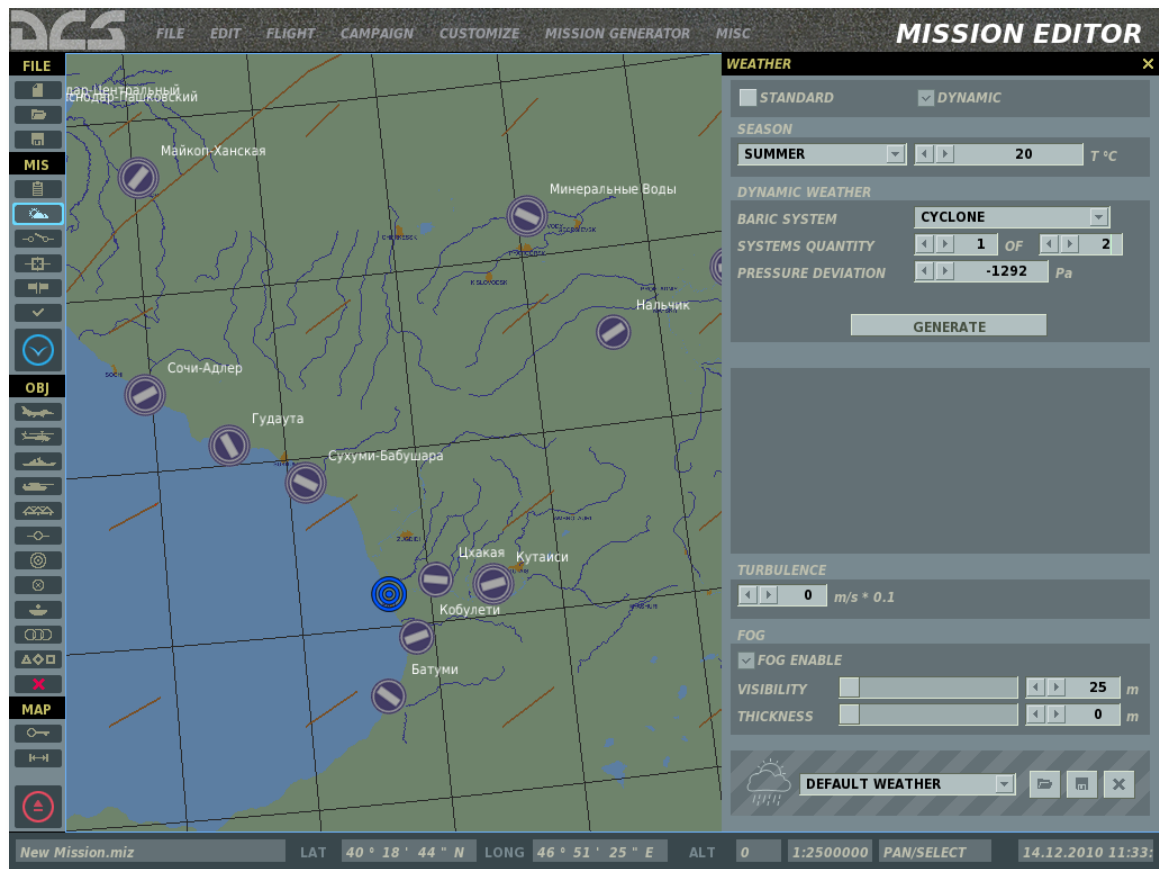 DCS
FILE EDIT FLIGHT CAMPAIGN CUSTOMIZE MISSION GENERATOR MISC
MISSION EDITOR
FILE
MIS
OBJ
MAP
Майкоп-Ханская
Минеральные Воды
Нальчик
Сочи-Адлер
SOCHI
Гудаута
Сухуми-Бабушара
ZUGDIDI
Цхакая
Кутаиси
Кобулети
Батуми
WEATHER ×
STANDARD
DYNAMIC
SEASON
SUMMER 20 T °C
DYNAMIC WEATHER
BARIC SYSTEM CYCLONE
SYSTEMS QUANTITY 1 OF 2
PRESSURE DEVIATION -1292 Pa
GENERATE
TURBULENCE
0 m/s * 0.1
FOG
FOG ENABLE
VISIBILITY 25 m
THICKNESS 0 m
DEFAULT WEATHER
New Mission.miz LAT 40 ° 18 ' 44 " N LONG 46 ° 51 ' 25 " E ALT 0 1:2500000 PAN/SELECT 14.12.2010 11:33: